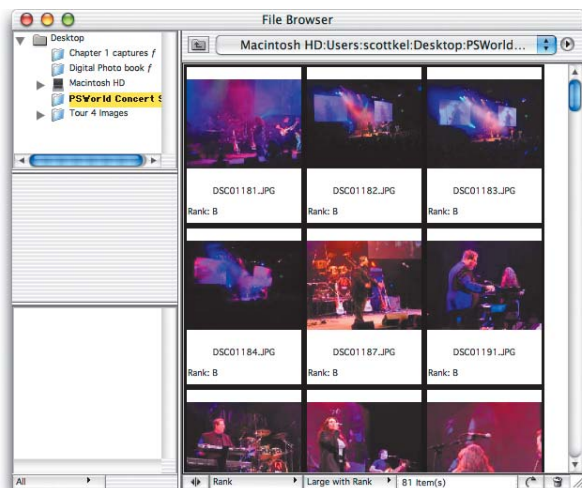 File Browser
Desktop
Chapter 1 captures ƒ
Digital Photo book ƒ
Macintosh HD
PSWorld Concert S
Tour 4 Images
Macintosh HD:Users:scottkel:Desktop:PSWorld...
DSC01181.JPG
Rank: B
DSC01182.JPG
Rank: B
DSC01183.JPG
Rank: B
DSC01184.JPG
Rank: B
DSC01187.JPG
Rank: B
DSC01191.JPG
Rank: B
All
Rank
Large with Rank
81 Item(s)